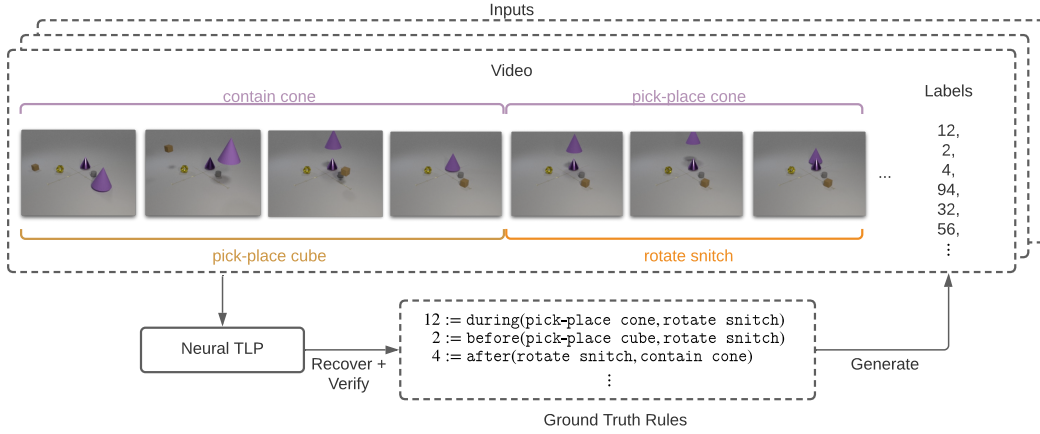 Inputs
Video
contain cone
pick-place cone
Labels
12,
2,
4,
94,
32,
56,
⋮
...
pick-place cube
rotate snitch
Neural TLP
Recover +
Verify
12 := during(pick-place cone, rotate snitch)
2 := before(pick-place cube, rotate snitch)
4 := after(rotate snitch, contain cone)
⋮
Generate
Ground Truth Rules